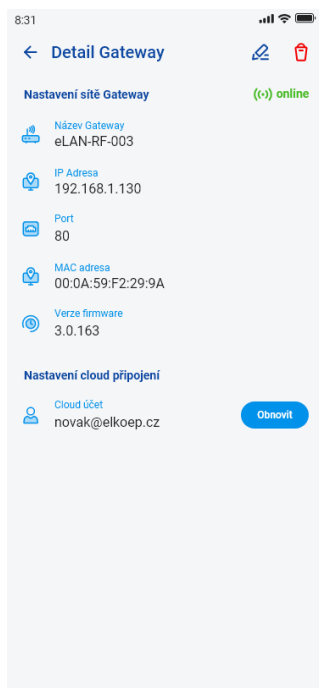 8:31
Detail Gateway
Nastavení sítě Gateway
online
Název Gateway
eLAN-RF-003
IP Adresa
192.168.1.130
Port
80
MAC adresa
00:0A:59:F2:29:9A
Verze firmware
3.0.163
Nastavení cloud připojení
Cloud účět
novak@elkoep.cz
Obnovit